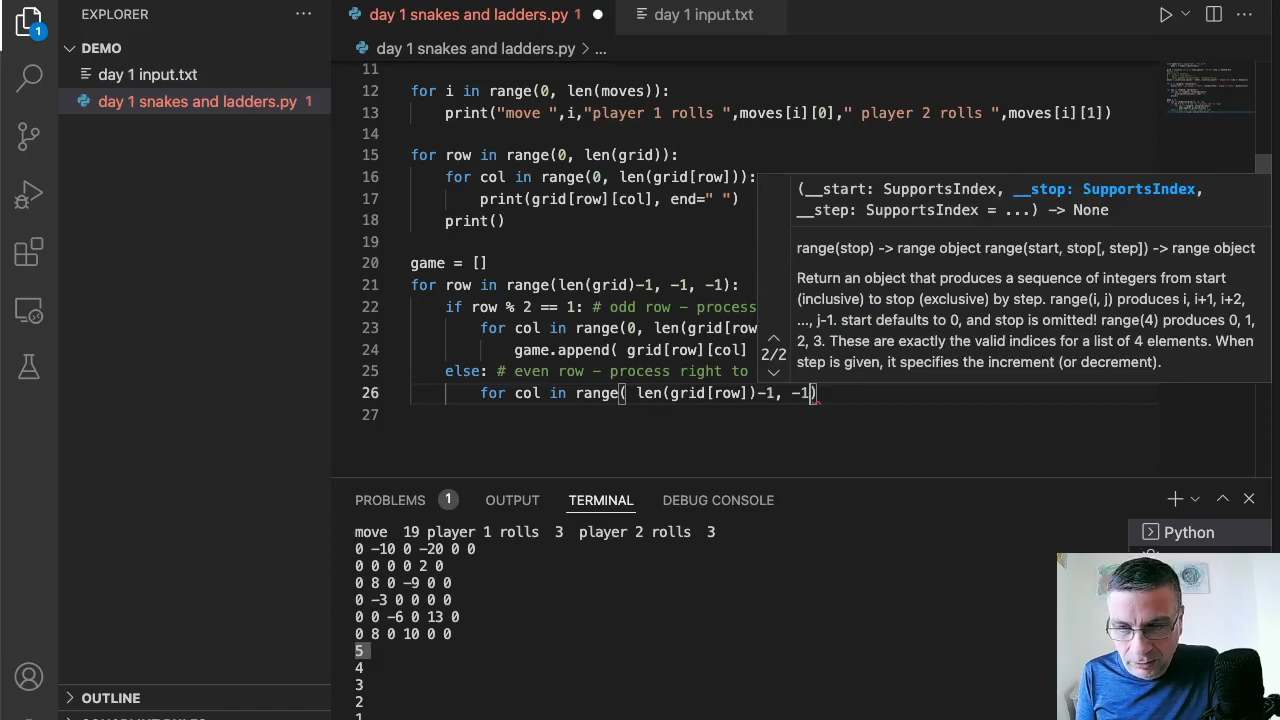 EXPLORER
DEMO
day 1 input.txt
day 1 snakes and ladders.py 1
OUTLINE
day 1 snakes and ladders.py 1
day 1 input.txt
day 1 snakes and ladders.py > ...
11
12 for i in range(0, len(moves)):
13 print("move ",i,"player 1 rolls ",moves[i][0]," player 2 rolls ",moves[i][1])
14
15 for row in range(0, len(grid)):
16 for col in range(0, len(grid[row])):
17 print(grid[row][col], end=" ")
18 print()
19
20 game = []
21 for row in range(len(grid)-1, -1, -1):
22 if row % 2 == 1: # odd row - process
23 for col in range(0, len(grid[row
24 game.append( grid[row][col]
25 else: # even row - process right to
26 for col in range( len(grid[row])-1, -1)
27
(__start: SupportsIndex, __stop: SupportsIndex,
__step: SupportsIndex = ...) -> None
range(stop) -> range object range(start, stop[, step]) -> range object
Return an object that produces a sequence of integers from start
(inclusive) to stop (exclusive) by step. range(i, j) produces i, i+1, i+2,
..., j-1. start defaults to 0, and stop is omitted! range(4) produces 0, 1,
2, 3. These are exactly the valid indices for a list of 4 elements. When
step is given, it specifies the increment (or decrement).
2/2
PROBLEMS 1 OUTPUT TERMINAL DEBUG CONSOLE
Python
move 19 player 1 rolls 3 player 2 rolls 3
0 -10 0 -20 0 0
0 0 0 0 2 0
0 8 0 -9 0 0
0 -3 0 0 0 0
0 0 -6 0 13 0
0 8 0 10 0 0
5
4
3
2
1